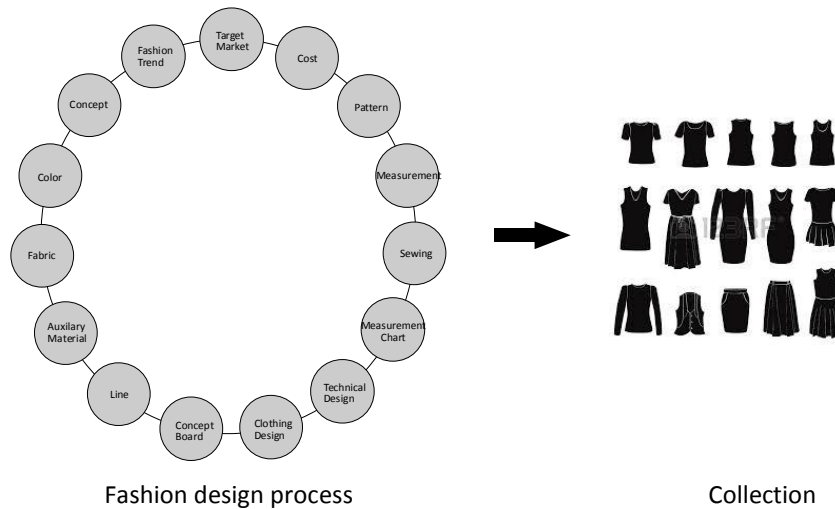 Target
Market
Cost
Pattern
Measurement
Sewing
Measurement
Chart
Technical
Design
Clothing
Design
Concept
Board
Line
Auxilary
Material
Fabric
Color
Concept
Fashion
Trend
Fashion design process
Collection